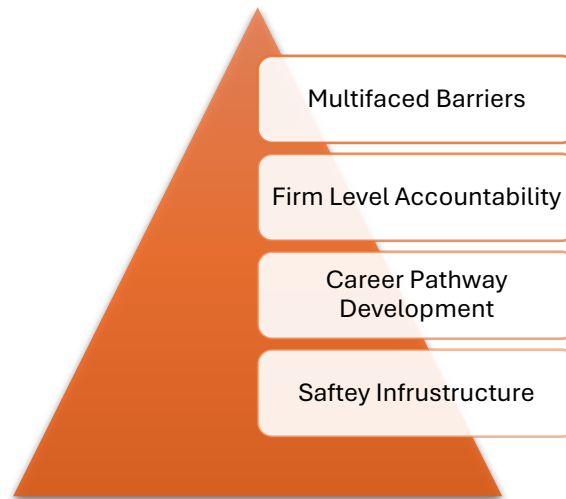 Multifaced Barriers
Firm Level Accountability
Career Pathway
Development
Saftey Infrustructure